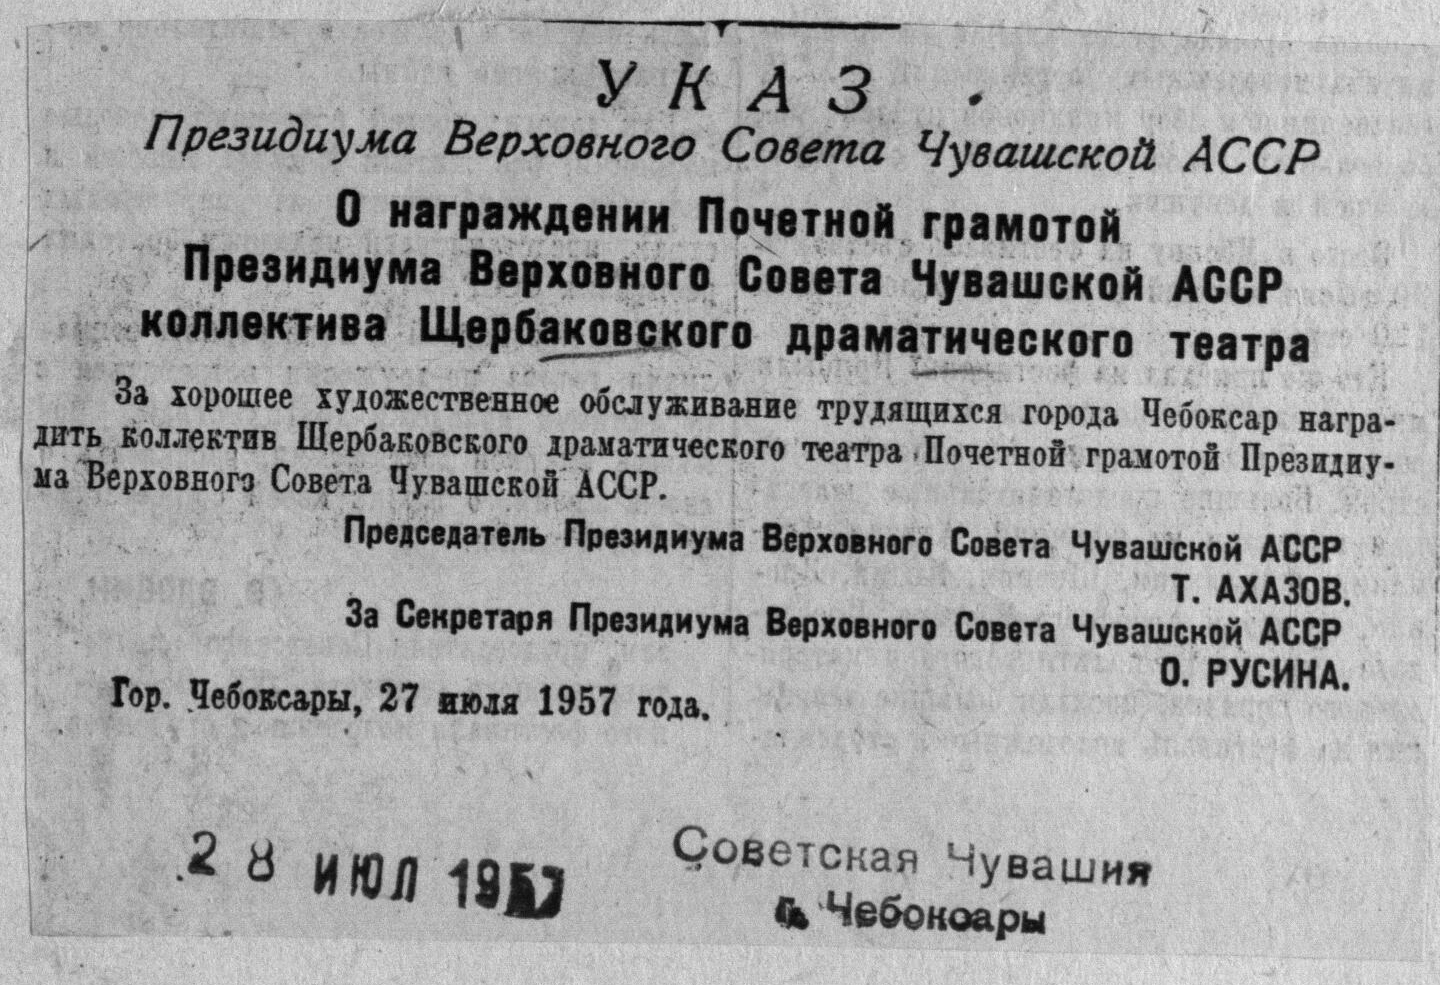 УКАЗ
Президиума Верховного Совета Чувашской АССР
О награждении Почетной грамотой
Президиума Верховного Совета Чувашской АССР
коллектива Щербаковского драматического театра
За хорошее художественное обслуживание трудящихся города Чебоксар награ-
дить коллектив Щербаковского драматического театра Почетной грамотой Президиу-
ма Верховного Совета Чувашской АССР.
Председатель Президиума Верховного Совета Чувашской АССР
Т. АХАЗОВ.
За Секретаря Президиума Верховного Совета Чувашской АССР
О. РУСИНА.
Гор. Чебоксары, 27 июля 1957 года.
28 ИЮЛ 1957
Советская Чувашия
г. Чебоксары